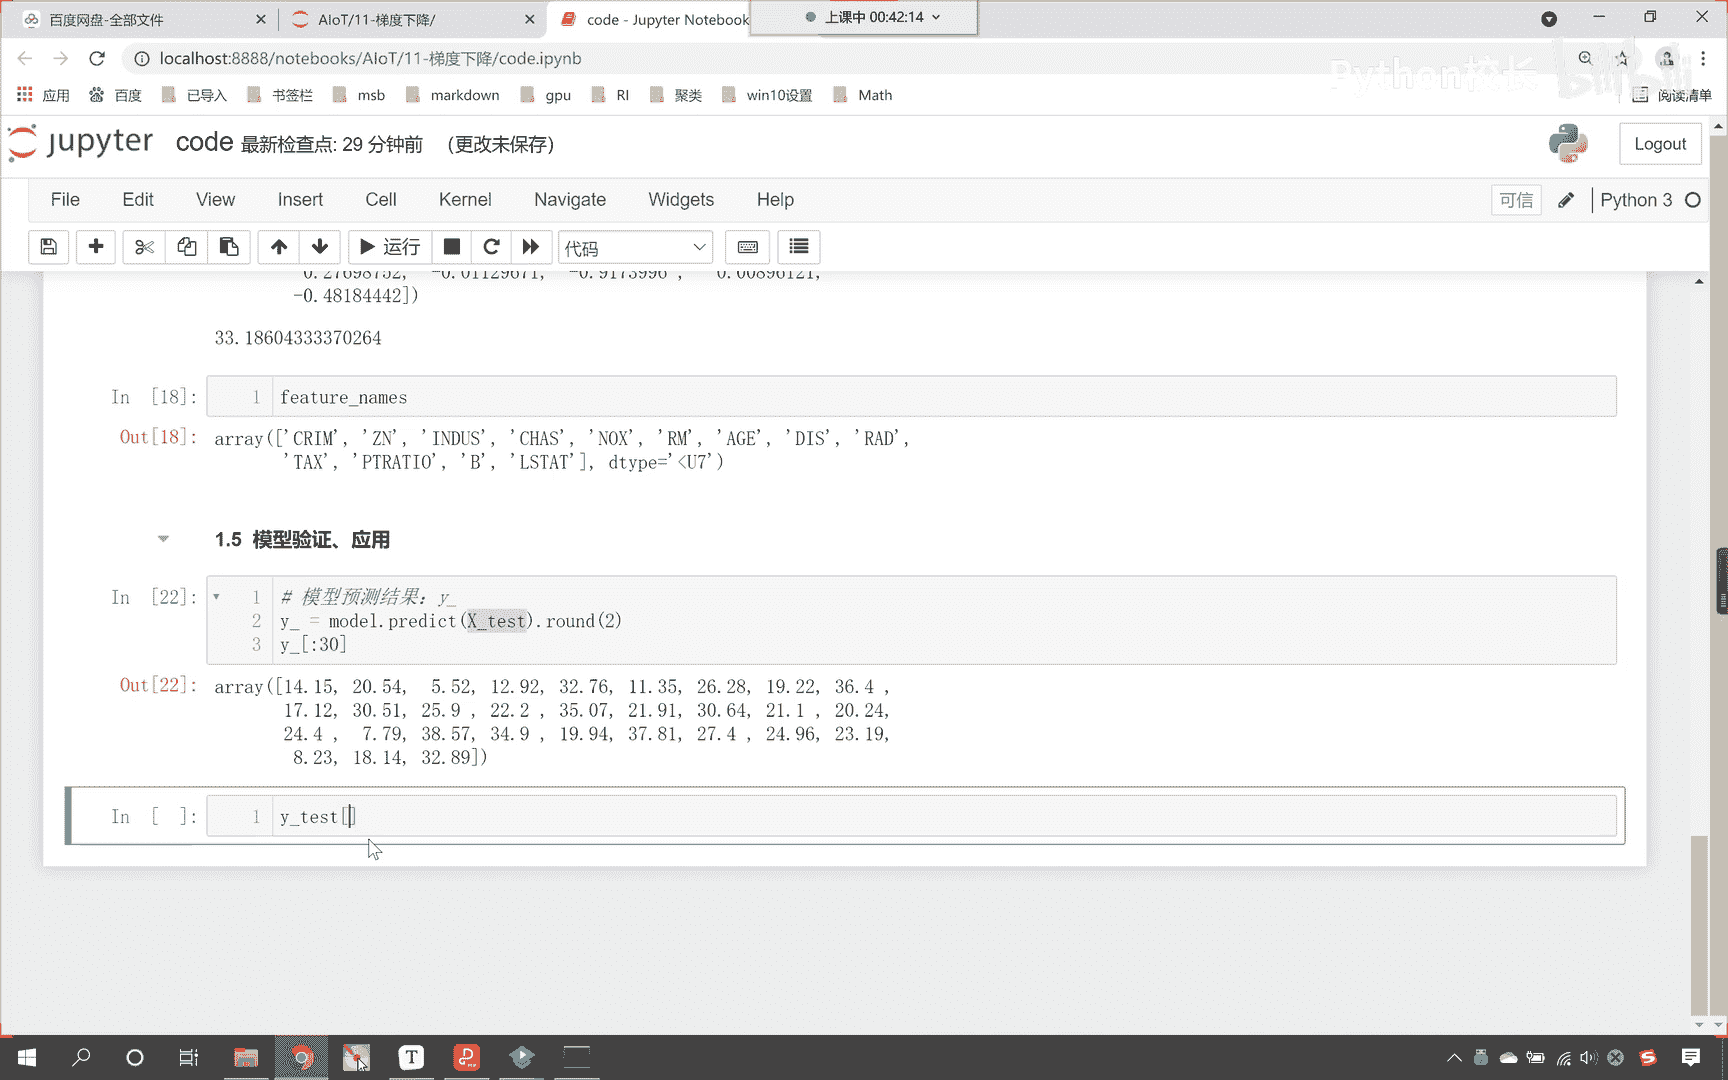 百度网盘-全部文件
AIoT/11-梯度下降/
code - Jupyter Notebook
上课中 00:42:14
localhost:8888/notebooks/AIoT/11-梯度下降/code.ipynb
Python校长
应用 百度 已导入 书签栏 msb markdown gpu RI 聚类 win10设置 Math 阅读清单
jupyter code 最新检查点: 29 分钟前 (更改未保存) Logout
File Edit View Insert Cell Kernel Navigate Widgets Help 可信 Python 3
运行 代码
0.27698752, -0.01129671, -0.9173996 , 0.00896121,
-0.48184442])
33.18604333370264
In [18]: 1 feature_names
Out[18]: array(['CRIM', 'ZN', 'INDUS', 'CHAS', 'NOX', 'RM', 'AGE', 'DIS', 'RAD',
'TAX', 'PTRATIO', 'B', 'LSTAT'], dtype='<U7')
1.5 模型验证、应用
In [22]: 1 # 模型预测结果: y_
2 y_ = model.predict(X_test).round(2)
3 y_[:30]
Out[22]: array([14.15, 20.54, 5.52, 12.92, 32.76, 11.35, 26.28, 19.22, 36.4 ,
17.12, 30.51, 25.9 , 22.2 , 35.07, 21.91, 30.64, 21.1 , 20.24,
24.4 , 7.79, 38.57, 34.9 , 19.94, 37.81, 27.4 , 24.96, 23.19,
8.23, 18.14, 32.89])
In [ ]: 1 y_test[]